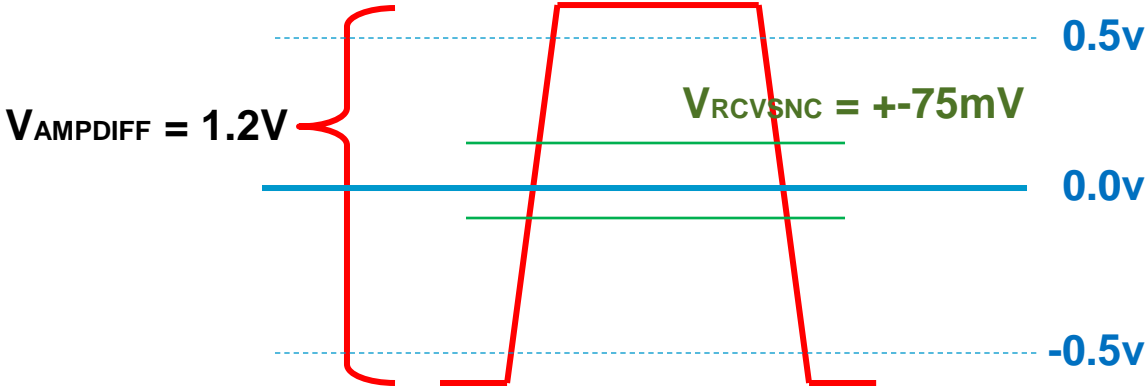 0.5v
VRCVSNC = +-75mV
VAMPDIFF = 1.2V
0.0v
-0.5v